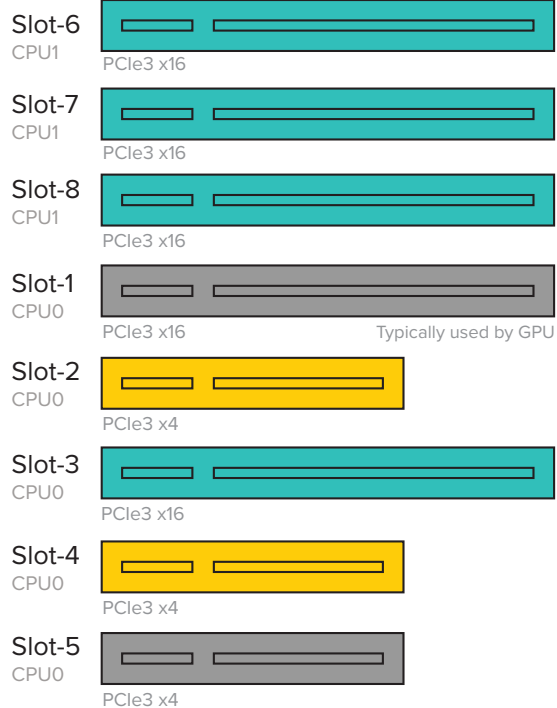 Slot-6
CPU1
PCIe3 x16
Slot-7
CPU1
PCIe3 x16
Slot-8
CPU1
PCIe3 x16
Slot-1
CPU0
PCIe3 x16 Typically used by GPU
Slot-2
CPU0
PCIe3 x4
Slot-3
CPU0
PCIe3 x16
Slot-4
CPU0
PCIe3 x4
Slot-5
CPU0
PCIe3 x4